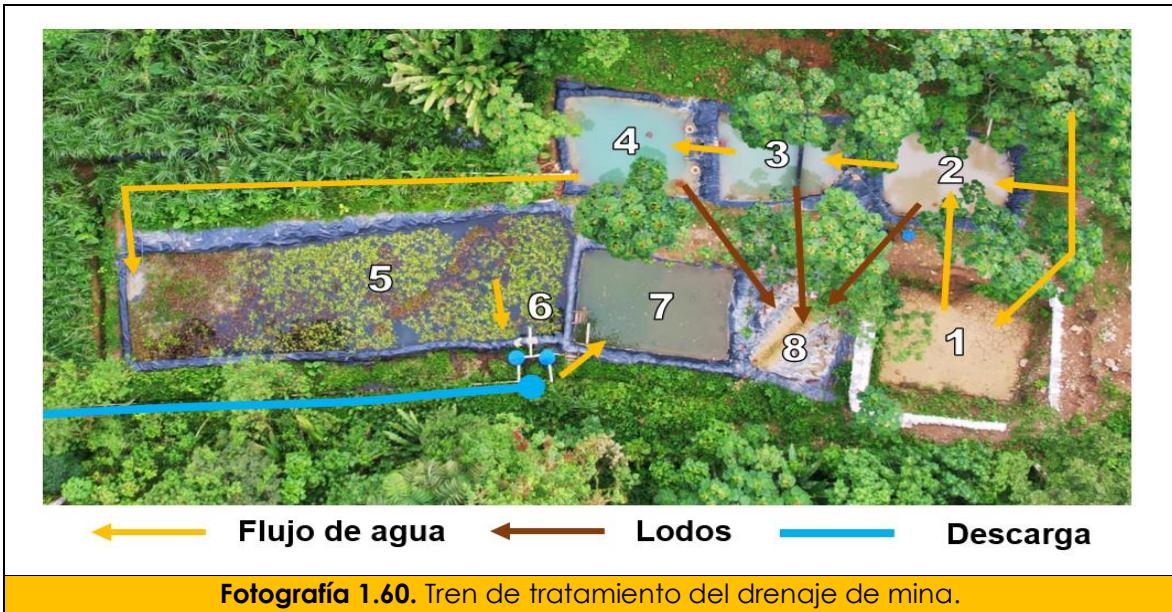 4 3 2
5 6 7 8 1
Flujo de agua Lodos Descarga
Fotografía 1.60. Tren de tratamiento del drenaje de mina.